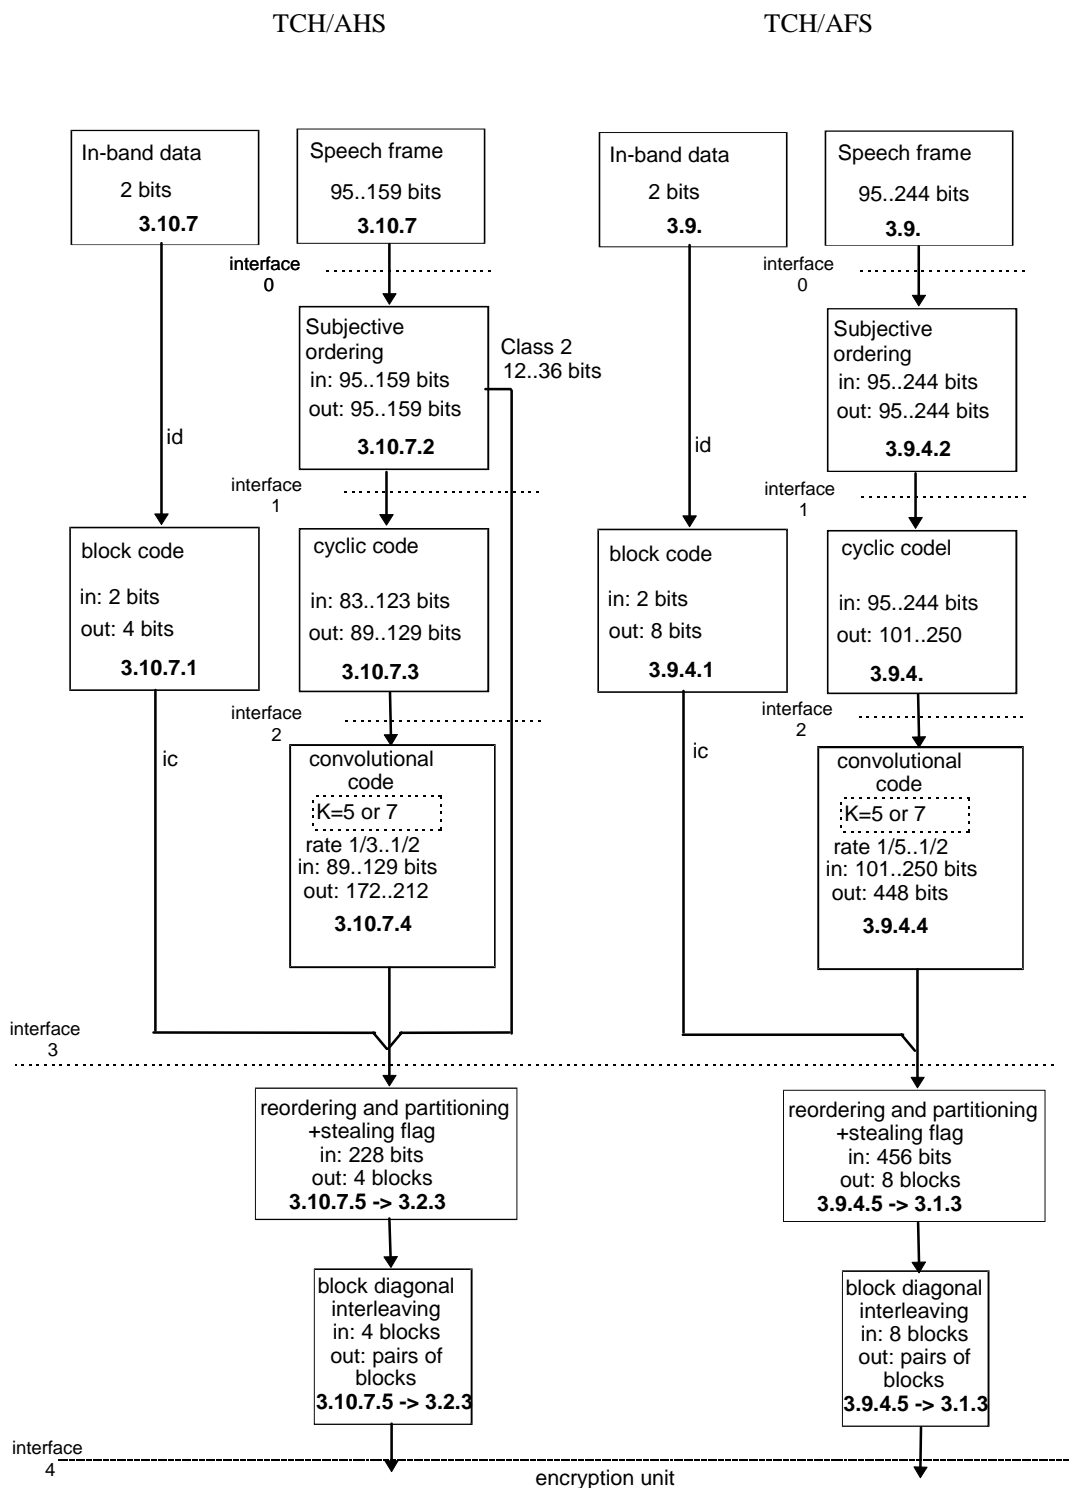 TCH/AHS
TCH/AFS
In-band data
2 bits
3.10.7
Speech frame
95..159 bits
3.10.7
In-band data
2 bits
3.9.
Speech frame
95..244 bits
3.9.
interface
0
interface
0
Subjective
ordering
in: 95..159 bits
out: 95..159 bits
3.10.7.2
Class 2
12..36 bits
Subjective
ordering
in: 95..244 bits
out: 95..244 bits
3.9.4.2
id
id
interface
1
interface
1
block code
in: 2 bits
out: 4 bits
3.10.7.1
cyclic code
in: 83..123 bits
out: 89..129 bits
3.10.7.3
block code
in: 2 bits
out: 8 bits
3.9.4.1
cyclic codel
in: 95..244 bits
out: 101..250
3.9.4.
interface
2
interface
2
ic
ic
convolutional
code
K=5 or 7
rate 1/3..1/2
in: 89..129 bits
out: 172..212
3.10.7.4
convolutional
code
K=5 or 7
rate 1/5..1/2
in: 101..250 bits
out: 448 bits
3.9.4.4
interface
3
reordering and partitioning
+stealing flag
in: 228 bits
out: 4 blocks
3.10.7.5 -> 3.2.3
reordering and partitioning
+stealing flag
in: 456 bits
out: 8 blocks
3.9.4.5 -> 3.1.3
block diagonal
interleaving
in: 4 blocks
out: pairs of
blocks
3.10.7.5 -> 3.2.3
block diagonal
interleaving
in: 8 blocks
out: pairs of
blocks
3.9.4.5 -> 3.1.3
interface
4
encryption unit